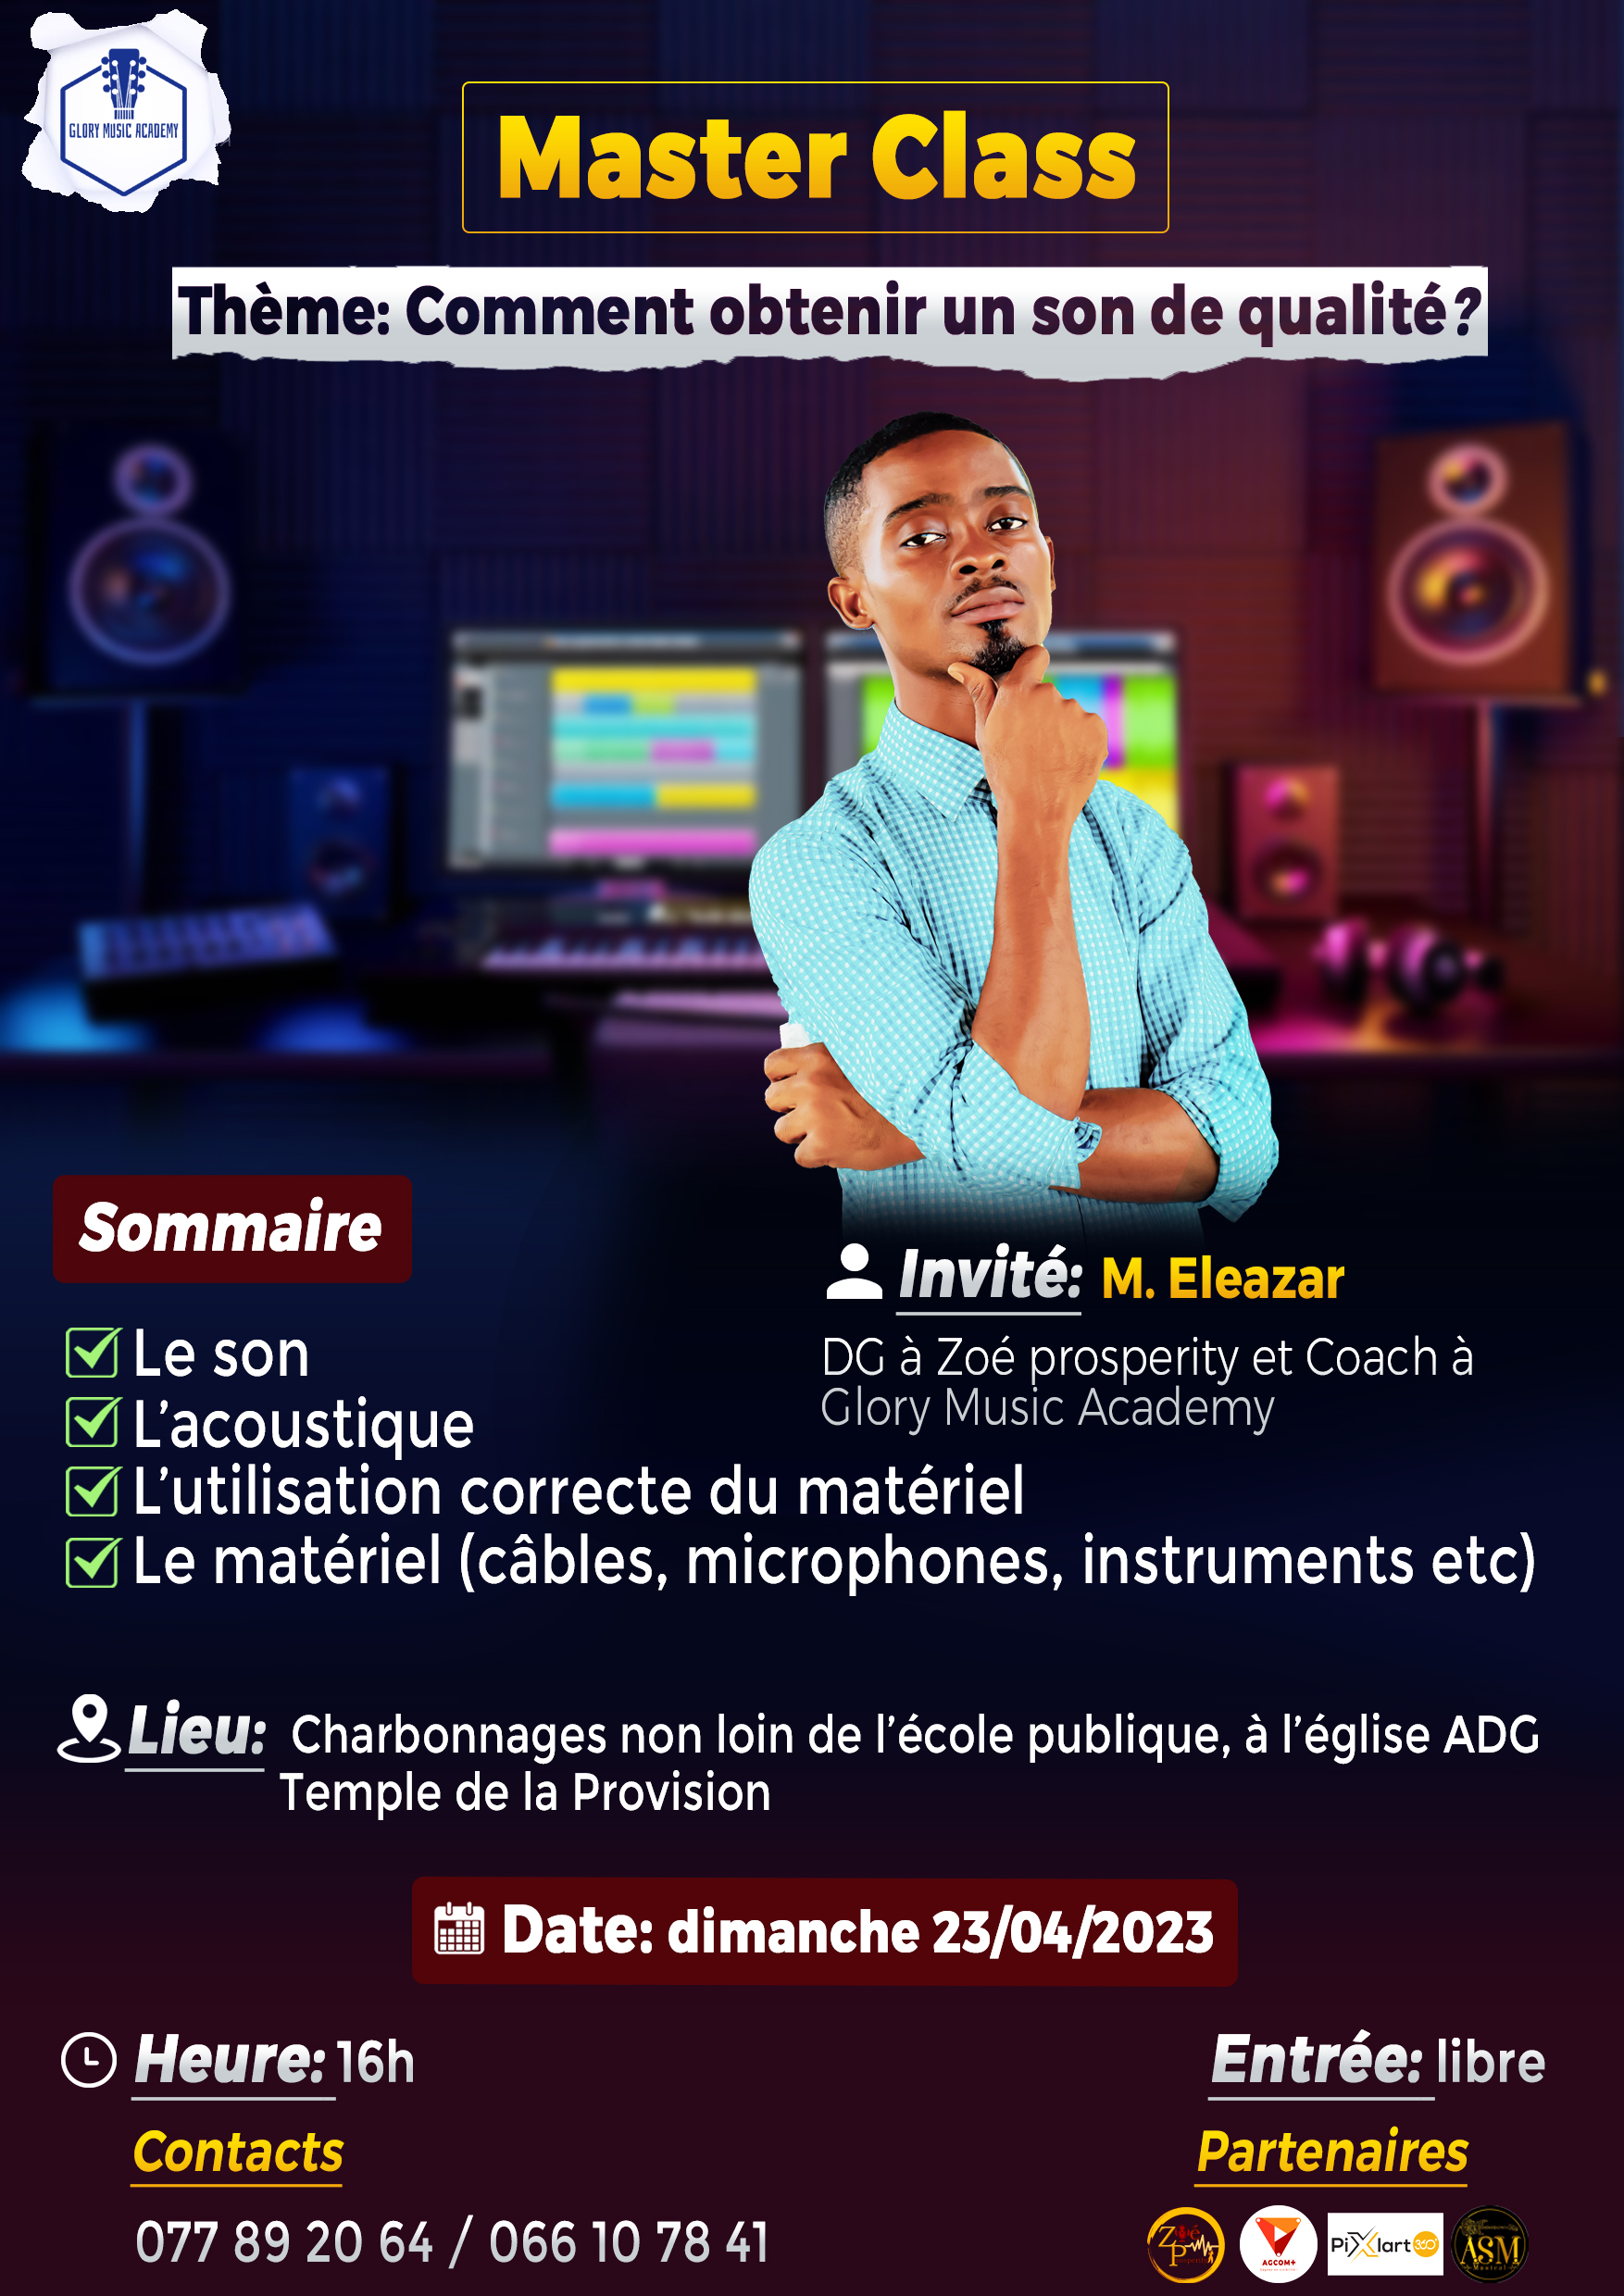 GLORY MUSIC ACADEMY
Master Class
Thème: Comment obtenir un son de qualité?
Sommaire
Le son
L'acoustique
L'utilisation correcte du matériel
Le matériel (câbles, microphones, instruments etc)
Invité: M. Eleazar
DG à Zoé prosperity et Coach à
Glory Music Academy
Lieu: Charbonnages non loin de l'école publique, à l'église ADG
Temple de la Provision
Date: dimanche 23/04/2023
Heure: 16h
Entrée: libre
Contacts
077 89 20 64 / 066 10 78 41
Partenaires
Zoé
Prosperity
AGCOM+
PiXlart 360°
ASM